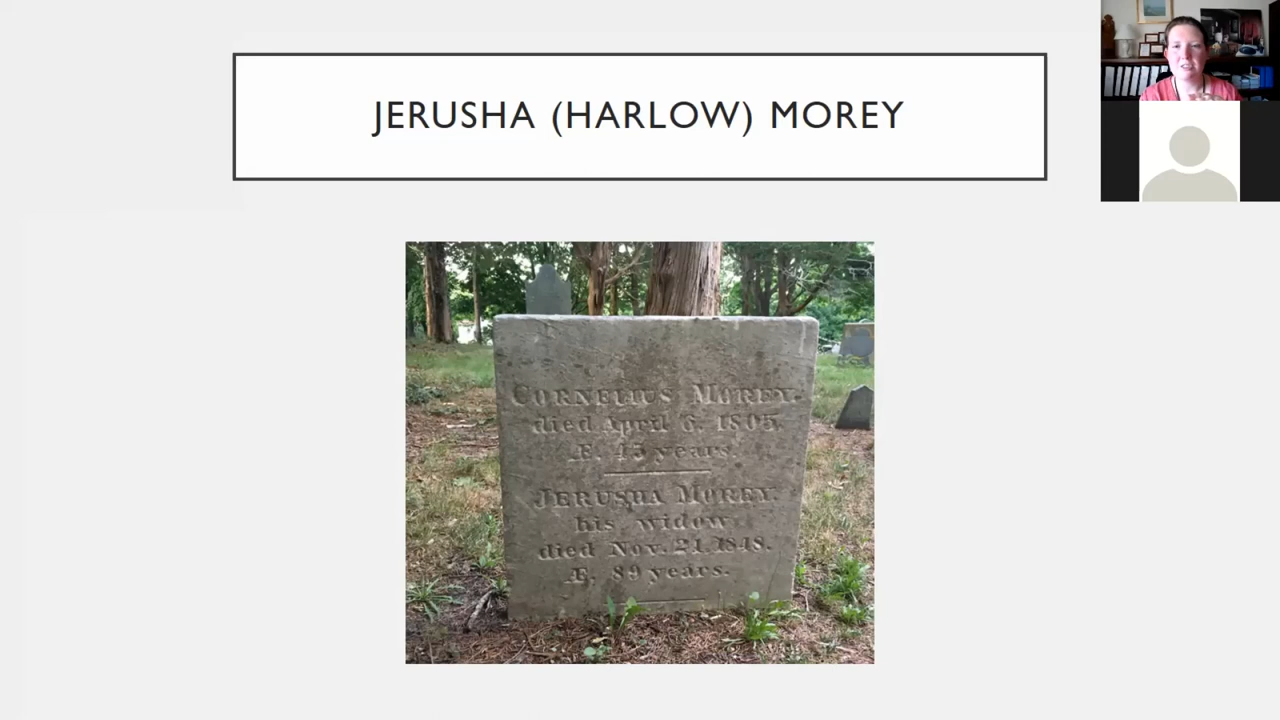 JERUSHA (HARLOW) MOREY
CORNELIUS MOREY.
died April 6, 1805.
Æ. 45 years.
JERUSHA MOREY.
his widow
died Nov. 21, 1848.
Æ. 89 years.